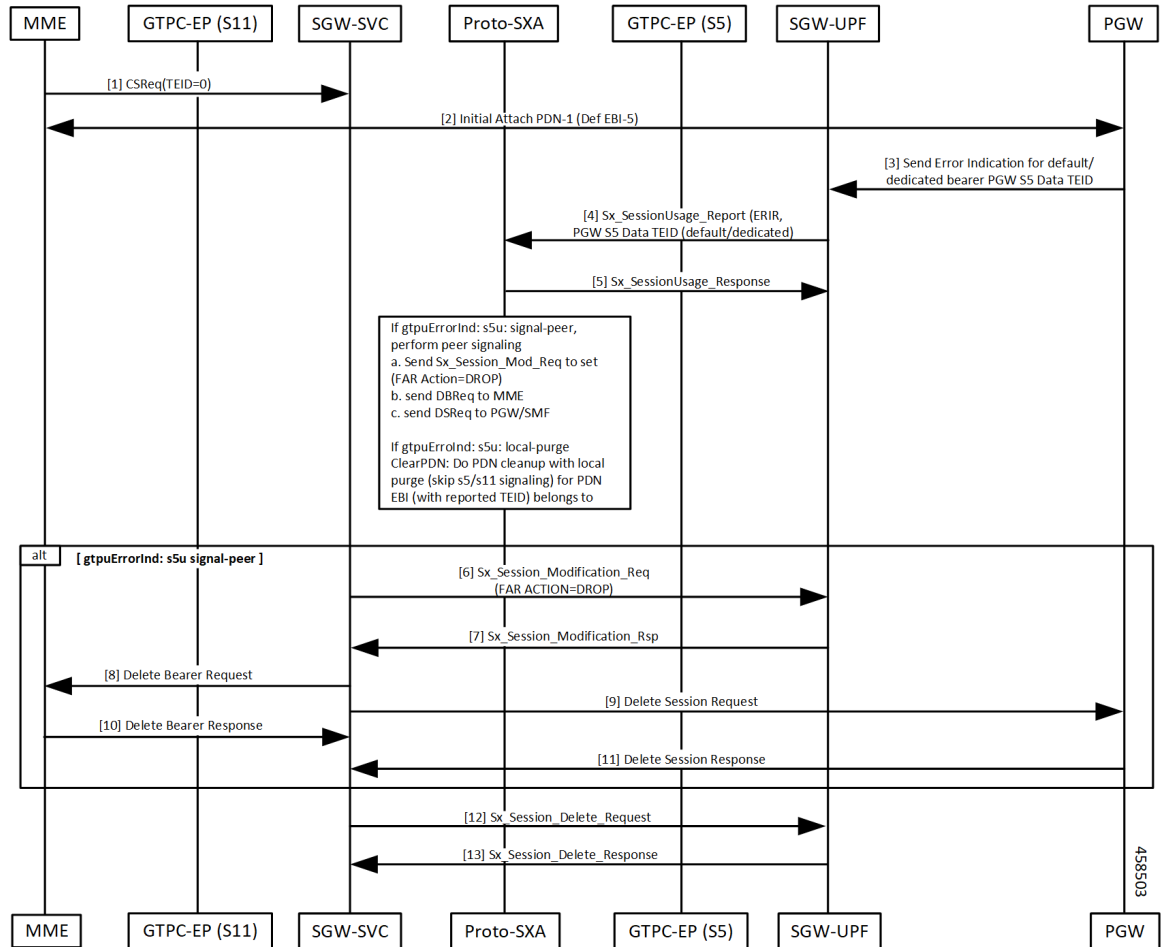 MME
GTPC-EP (S11)
SGW-SVC
Proto-SXA
GTPC-EP (S5)
SGW-UPF
PGW
[1] CSReq(TEID=0)
[2] Initial Attach PDN-1 (Def EBI-5)
[3] Send Error Indication for default/
dedicated bearer PGW S5 Data TEID
[4] Sx_SessionUsage_Report (ERIR,
PGW S5 Data TEID (default/dedicated)
[5] Sx_SessionUsage_Response
If gtpuErrorInd: s5u: signal-peer,
perform peer signaling
a. Send Sx_Session_Mod_Req to set
(FAR Action=DROP)
b. send DBReq to MME
c. send DSReq to PGW/SMF
If gtpuErroInd: s5u: local-purge
ClearPDN: Do PDN cleanup with local
purge (skip s5/s11 signaling) for PDN
EBI (with reported TEID) belongs to
alt
[ gtpuErrorInd: s5u signal-peer ]
[6] Sx_Session_Modification_Req
(FAR ACTION=DROP)
[7] Sx_Session_Modification_Rsp
[8] Delete Bearer Request
[9] Delete Session Request
[10] Delete Bearer Response
[11] Delete Session Response
[12] Sx_Session_Delete_Request
[13] Sx_Session_Delete_Response
458503
MME
GTPC-EP (S11)
SGW-SVC
Proto-SXA
GTPC-EP (S5)
SGW-UPF
PGW